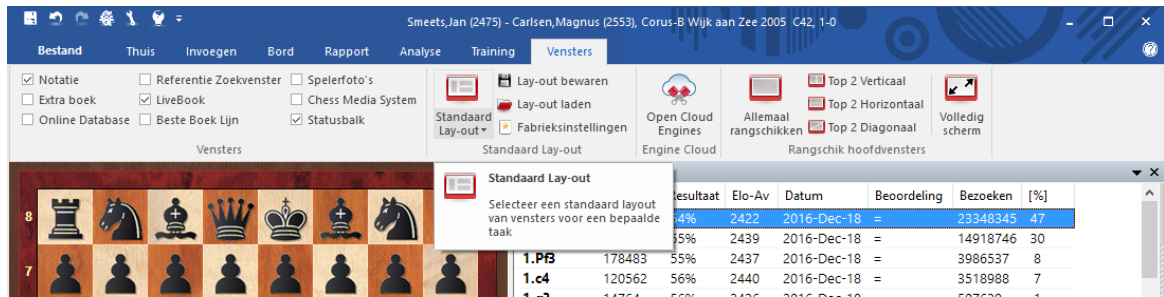 Smeets,Jan (2475) - Carlsen,Magnus (2553), Corus-B Wijk aan Zee 2005  C42, 1-0
Bestand Thuis Invoegen Bord Rapport Analyse Training Vensters
Notatie Referentie Zoekvenster Spelerfoto's
Extra boek LiveBook Chess Media System
Online Database Beste Boek Lijn Statusbalk
Vensters
Standaard Lay-out
Lay-out bewaren
Lay-out laden
Fabrieksinstellingen
Standaard Lay-out
Open Cloud Engines
Engine Cloud
Allemaal rangschikken
Top 2 Verticaal
Top 2 Horizontaal
Top 2 Diagonaal
Volledig scherm
Rangschik hoofdvensters
Standaard Lay-out
Selecteer een standaard layout
van vensters voor een bepaalde
taak
Elo-Av Datum Beoordeling Bezoeken [%]
2422 2016-Dec-18 = 23348345 47
2439 2016-Dec-18 = 14918746 30
1.Pf3 178483 55% 2437 2016-Dec-18 = 3986537 8
1.c4 120562 56% 2440 2016-Dec-18 = 3518988 7
8
7